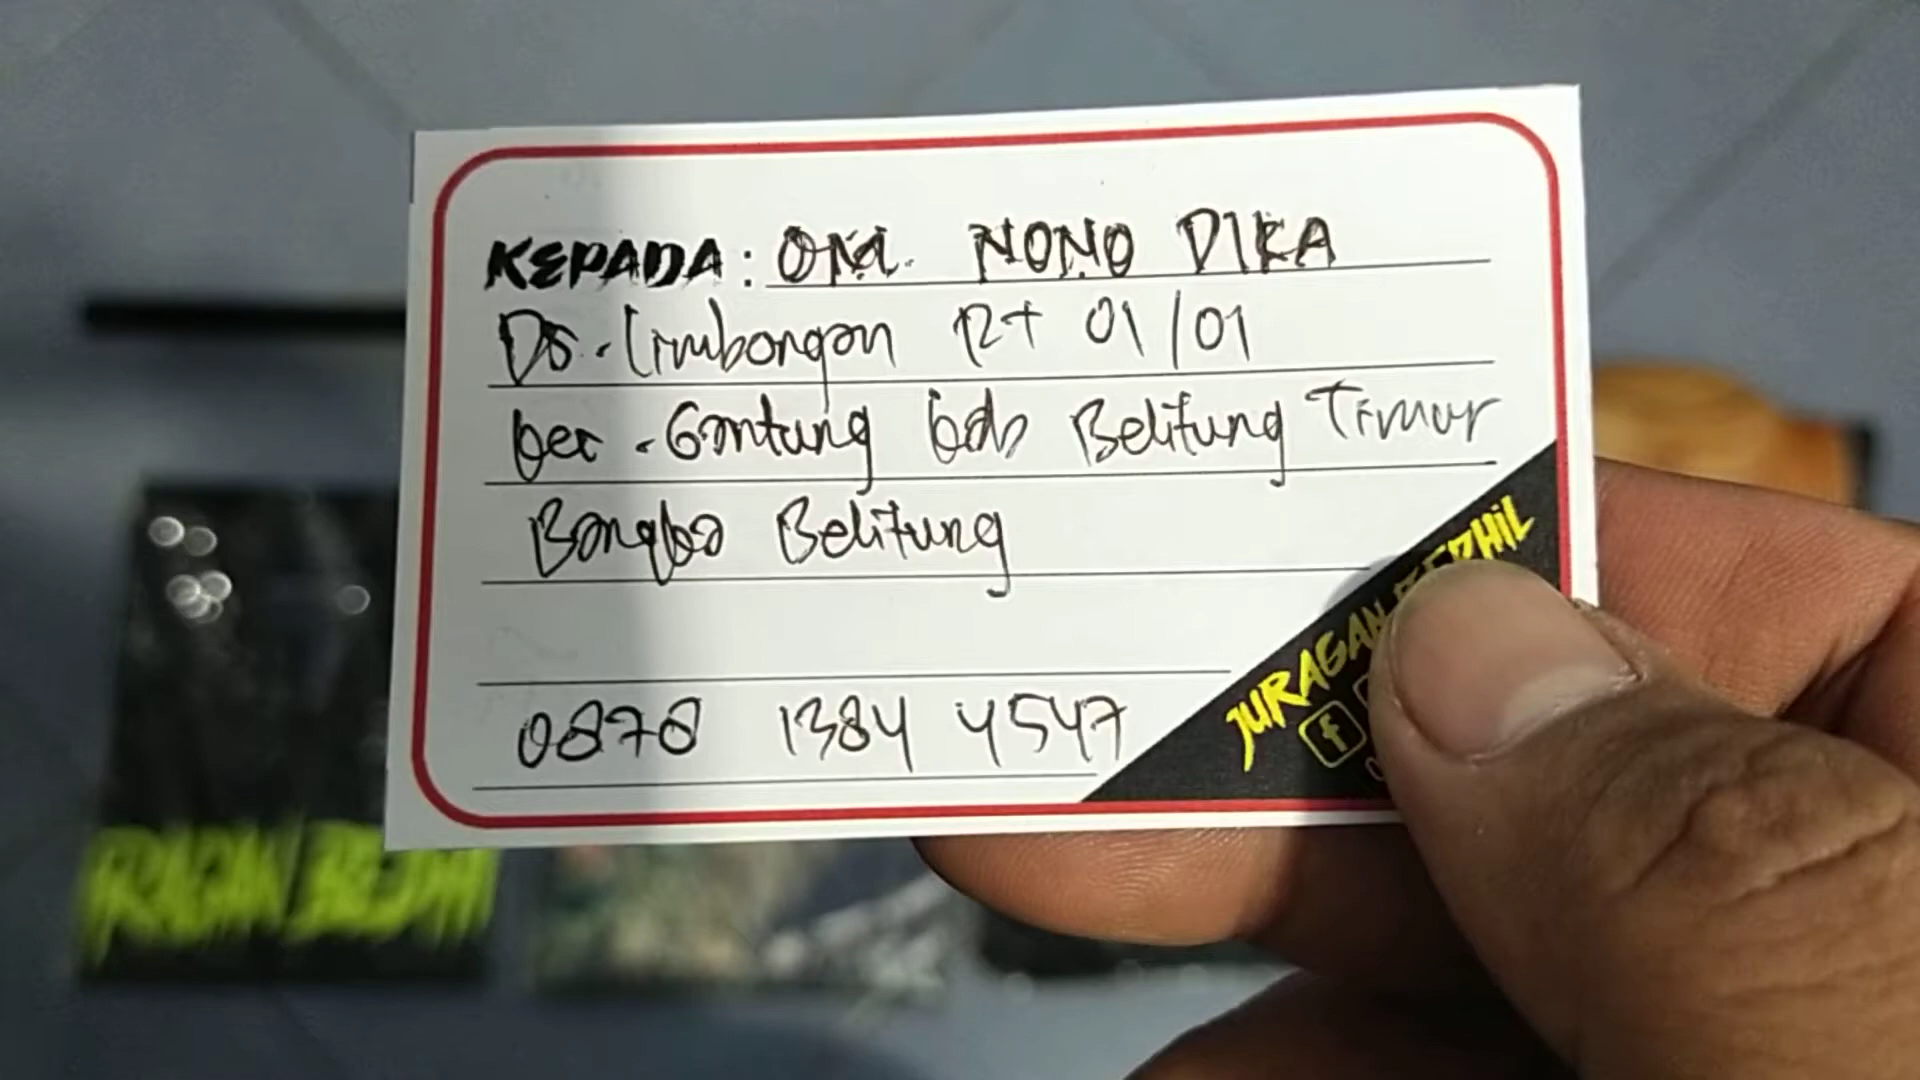 KEPADA: OM. NONO DIKA
Ds. Limbongan Rt 01/01
kec. Gantung kab Belitung Timur
Bangka Belitung
0878 1384 4547
JURAGAN